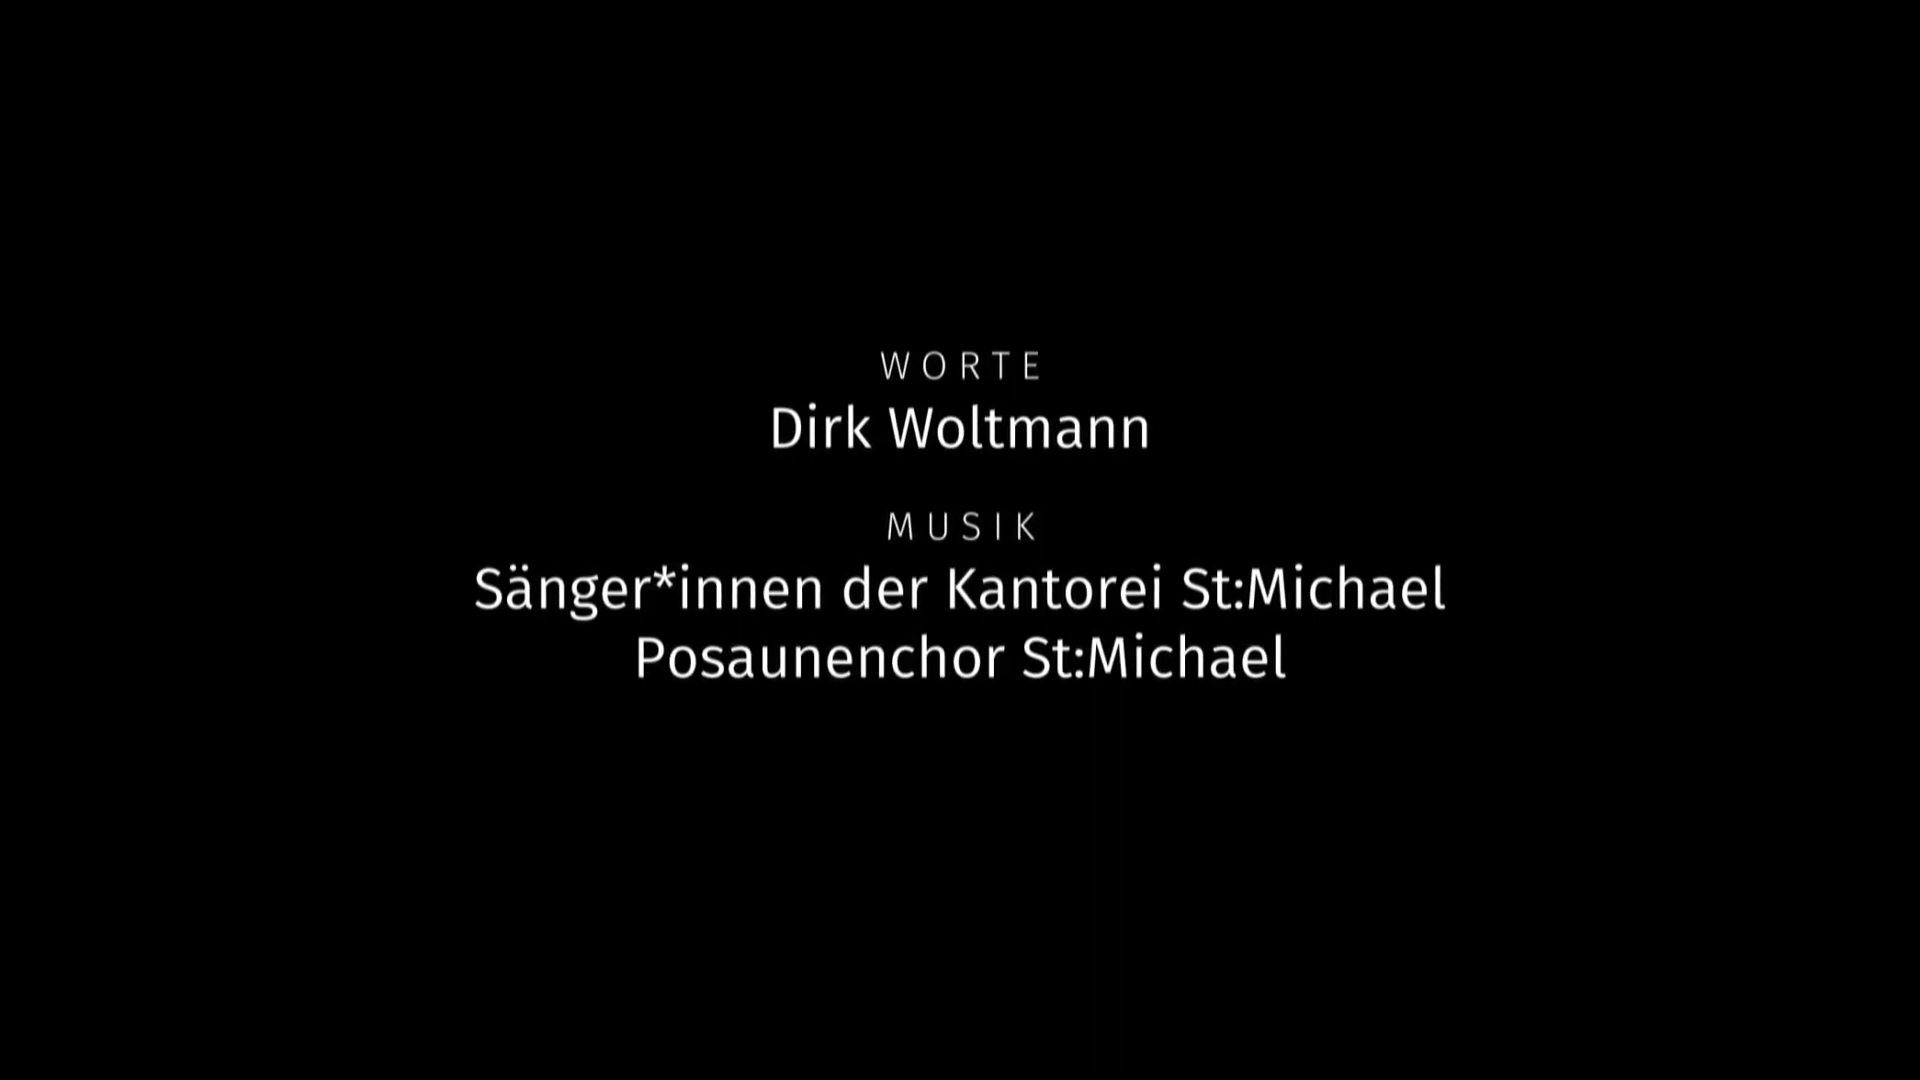 WORTE
Dirk Woltmann
MUSIK
Sänger*innen der Kantorei St:Michael
Posaunenchor St:Michael